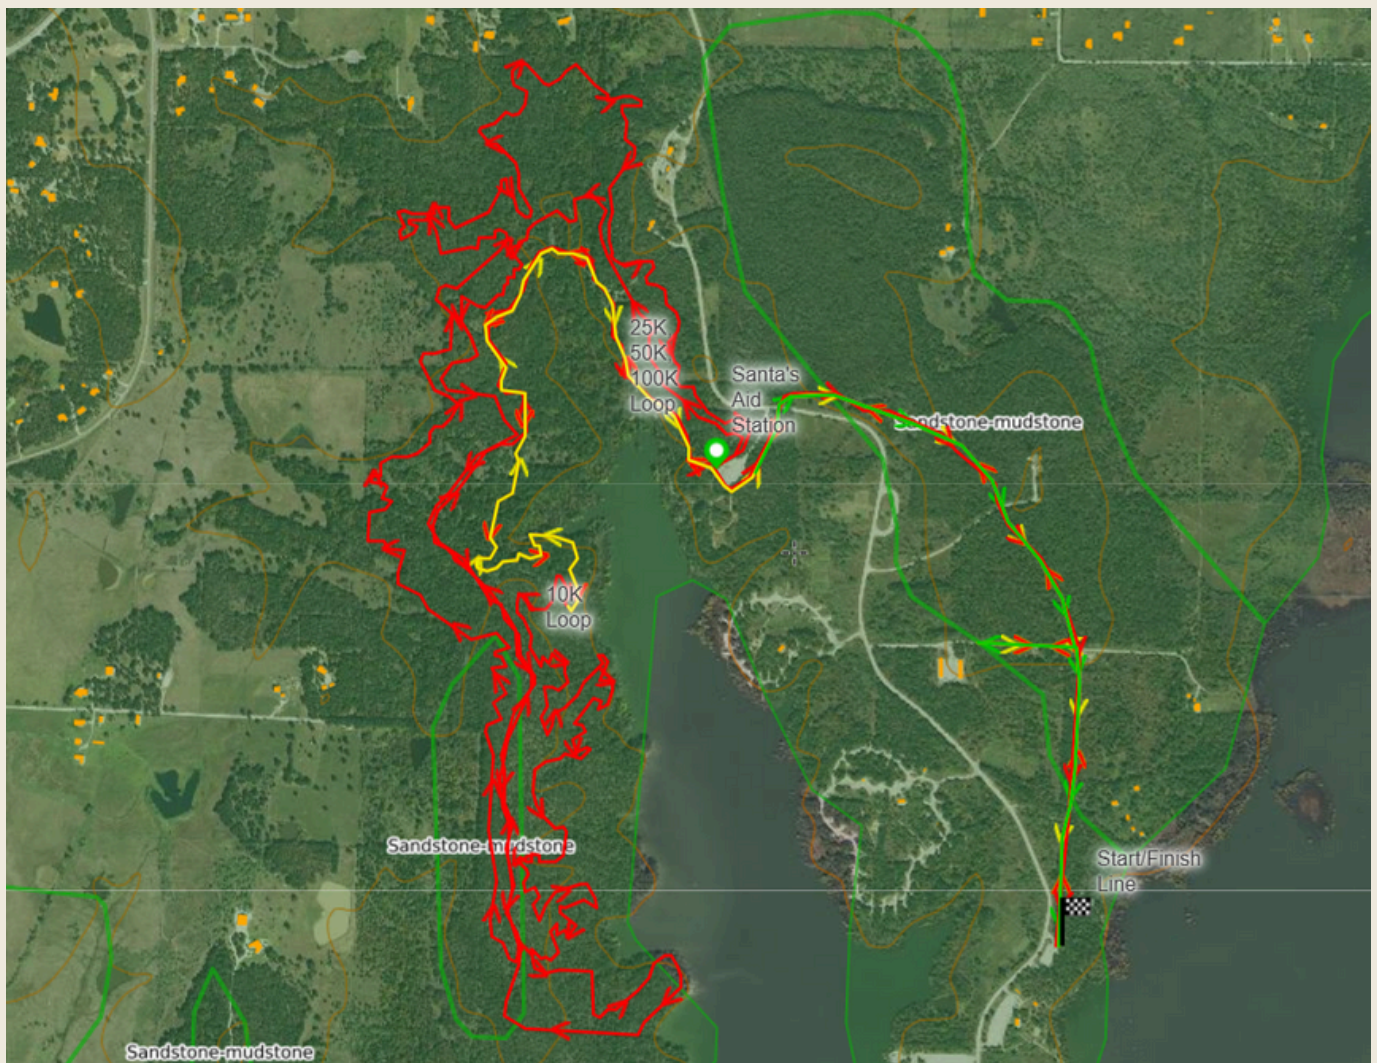 25K
50K
100K
Loop
Santa's
Aid
Station
Sandstone-mudstone
10K
Loop
Sandstone-mudstone
Start/Finish
Line
Sandstone-mudstone